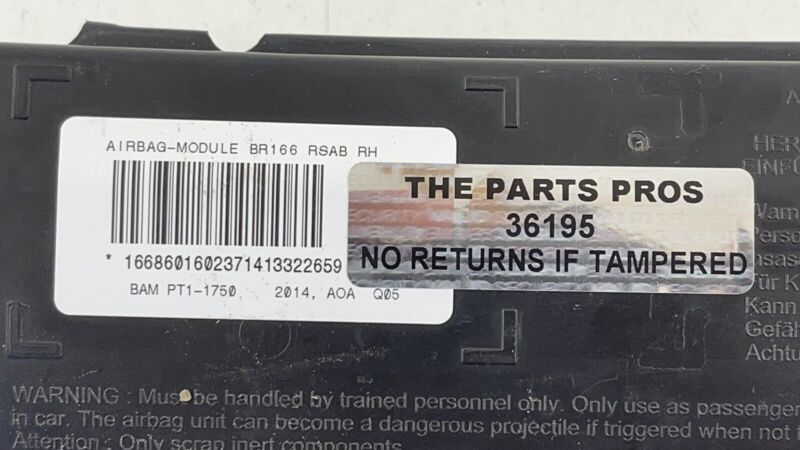 AIRBAG-MODULE BR166 RSAB RH
* 1668601602371413322659
BAM PT1-1750, 2014, AOA Q05
THE PARTS PROS
36195
NO RETURNS IF TAMPERED
HER
EINFÜ
Warn
Perso
nsas
für K
Kann
Gefäh
Achtu
WARNING : Must be handled by trained personnel only. Only use as passenger
in car. The airbag unit can become a dangerous projectile if triggered when not f
Attention : Only scrap inert components